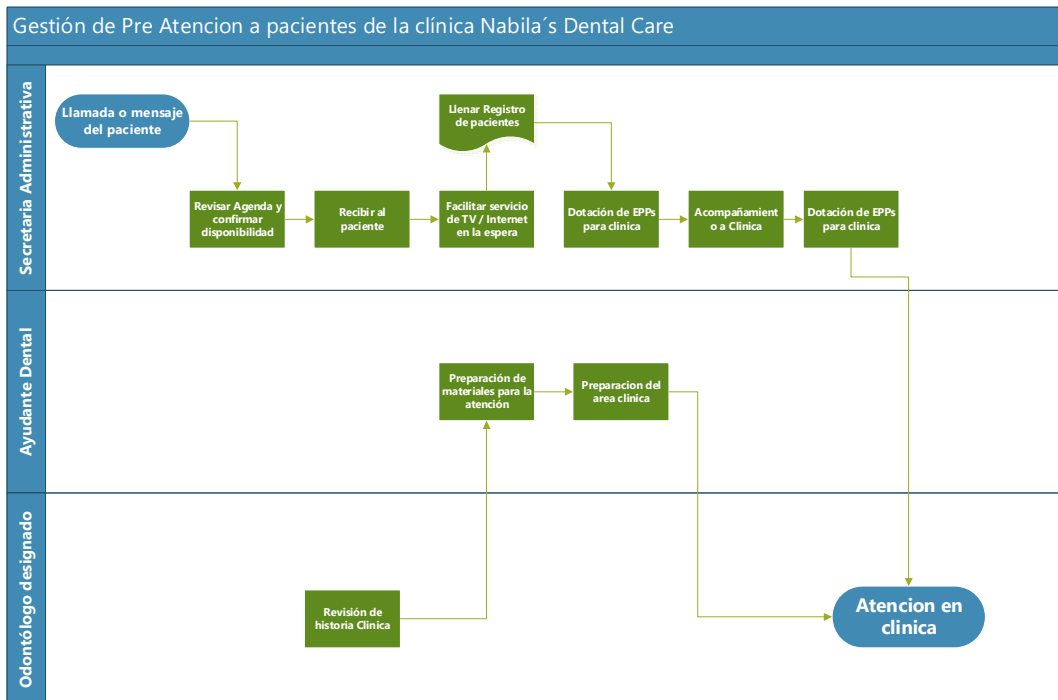 Gestión de Pre Atencion a pacientes de la clínica Nabila´s Dental Care
Secretaria Administrativa
Llamada o mensaje
del paciente
Llenar Registro
de pacientes
Revisar Agenda y
confirmar
disponibilidad
Recibir al
paciente
Facilitar servicio
de TV / Internet
en la espera
Dotación de EPPs
para clinica
Acompañamient
o a Clinica
Dotación de EPPs
para clinica
Ayudante Dental
Preparación de
materiales para la
atención
Preparacion del
area clinica
Odontólogo designado
Revisión de
historia Clinica
Atencion en
clinica